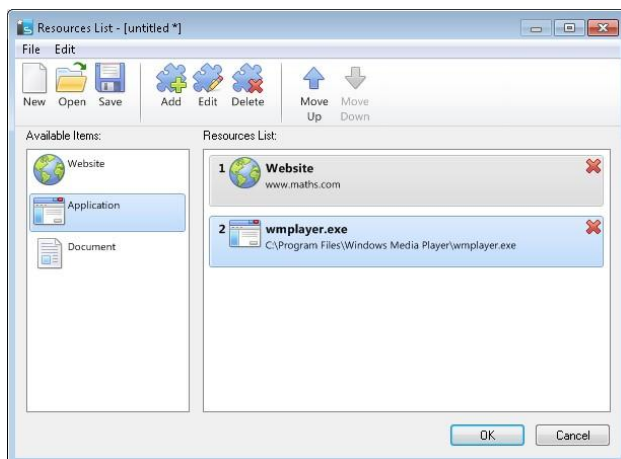 Resources List - [untitled *]
File Edit
New Open Save Add Edit Delete Move Up Move Down
Available Items:
Website
Application
Document
Resources List:
1 Website
www.maths.com
2 wmplayer.exe
C:\Program Files\Windows Media Player\wmplayer.exe
OK Cancel